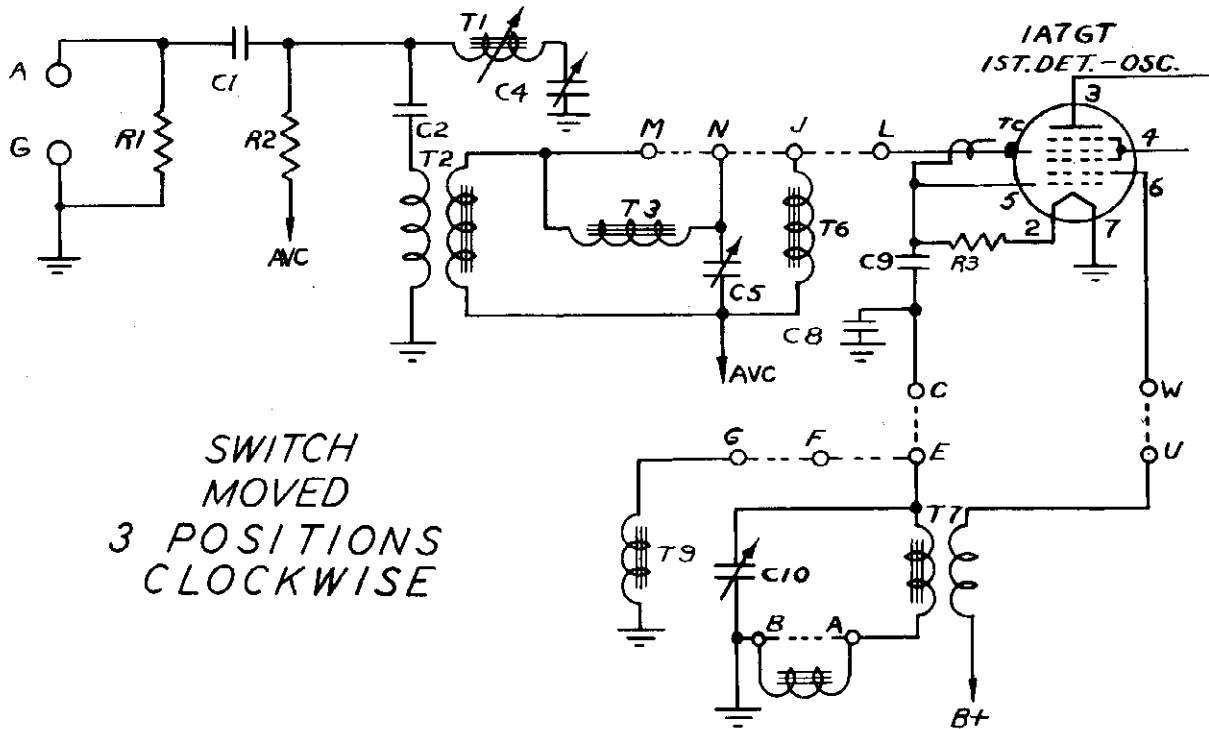 T1
1A7GT
1ST. DET.-OSC.
A
C1
C4
3
G
R1
R2
C2
M
N
J
L
TC
4
T2
6
T3
T6
5
2
7
AVC
C9
R3
C5
C8
AVC
C
W
G
F
E
U
SWITCH
MOVED
3 POSITIONS
CLOCKWISE
T7
T9
C10
B
A
B+